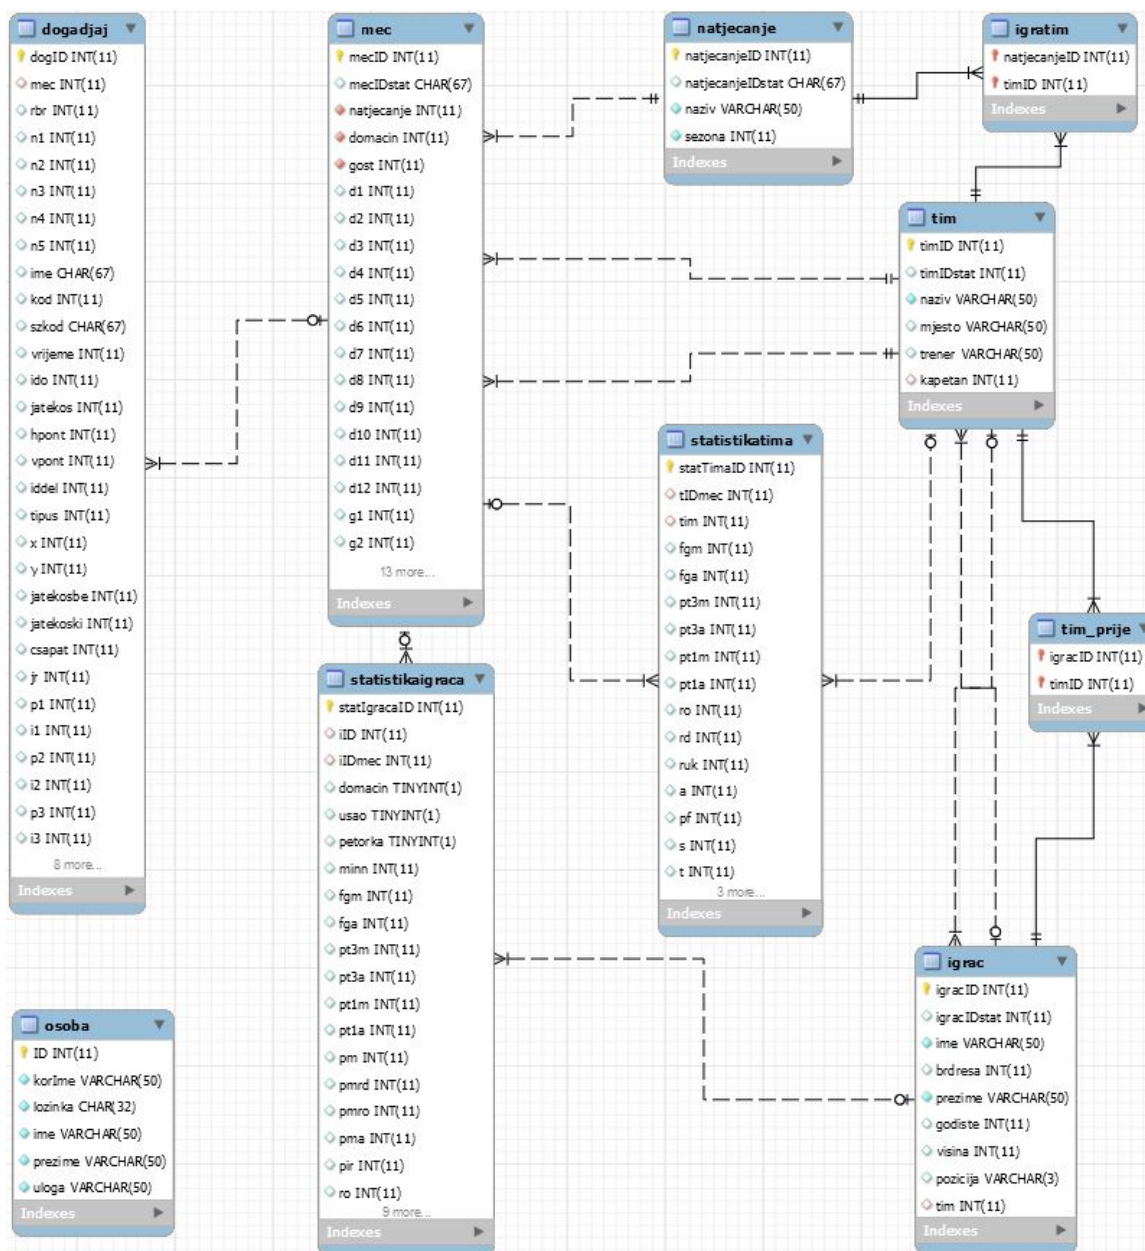 dogadjaj
dogID INT(11)
mec INT(11)
rbr INT(11)
n1 INT(11)
n2 INT(11)
n3 INT(11)
n4 INT(11)
n5 INT(11)
ime CHAR(67)
kod INT(11)
szkod CHAR(67)
vrijeme INT(11)
ido INT(11)
jatekos INT(11)
hpont INT(11)
vpont INT(11)
iddel INT(11)
tipus INT(11)
x INT(11)
y INT(11)
jatekosbe INT(11)
jatekoski INT(11)
csapat INT(11)
jr INT(11)
p1 INT(11)
i1 INT(11)
p2 INT(11)
i2 INT(11)
p3 INT(11)
i3 INT(11)
8 more...
Indexes
mec
mecID INT(11)
mecIDstat CHAR(67)
natjecanje INT(11)
domacin INT(11)
gost INT(11)
d1 INT(11)
d2 INT(11)
d3 INT(11)
d4 INT(11)
d5 INT(11)
d6 INT(11)
d7 INT(11)
d8 INT(11)
d9 INT(11)
d10 INT(11)
d11 INT(11)
d12 INT(11)
g1 INT(11)
g2 INT(11)
13 more...
Indexes
natjecanje
natjecanjeID INT(11)
natjecanjeIDstat CHAR(67)
naziv VARCHAR(50)
sezona INT(11)
Indexes
igratim
natjecanjeID INT(11)
timID INT(11)
Indexes
tim
timID INT(11)
timIDstat INT(11)
naziv VARCHAR(50)
mjesto VARCHAR(50)
trener VARCHAR(50)
kapetan INT(11)
Indexes
statistikatima
statTimaID INT(11)
tIDmec INT(11)
tim INT(11)
fgm INT(11)
fga INT(11)
pt3m INT(11)
pt3a INT(11)
pt1m INT(11)
pt1a INT(11)
ro INT(11)
rd INT(11)
ruk INT(11)
a INT(11)
pf INT(11)
s INT(11)
t INT(11)
3 more...
Indexes
tim_prije
igracID INT(11)
timID INT(11)
Indexes
statistikaigraca
statIgracaID INT(11)
iID INT(11)
iIDmec INT(11)
domacin TINYINT(1)
usao TINYINT(1)
petorka TINYINT(1)
minn INT(11)
fgm INT(11)
fga INT(11)
pt3m INT(11)
pt3a INT(11)
pt1m INT(11)
pt1a INT(11)
pm INT(11)
pmrd INT(11)
pmro INT(11)
pma INT(11)
pir INT(11)
ro INT(11)
9 more...
Indexes
igrac
igracID INT(11)
igracIDstat INT(11)
ime VARCHAR(50)
brdresa INT(11)
prezime VARCHAR(50)
godiste INT(11)
visina INT(11)
pozicija VARCHAR(3)
tim INT(11)
Indexes
osoba
ID INT(11)
korIme VARCHAR(50)
lozinka CHAR(32)
ime VARCHAR(50)
prezime VARCHAR(50)
uloga VARCHAR(50)
Indexes